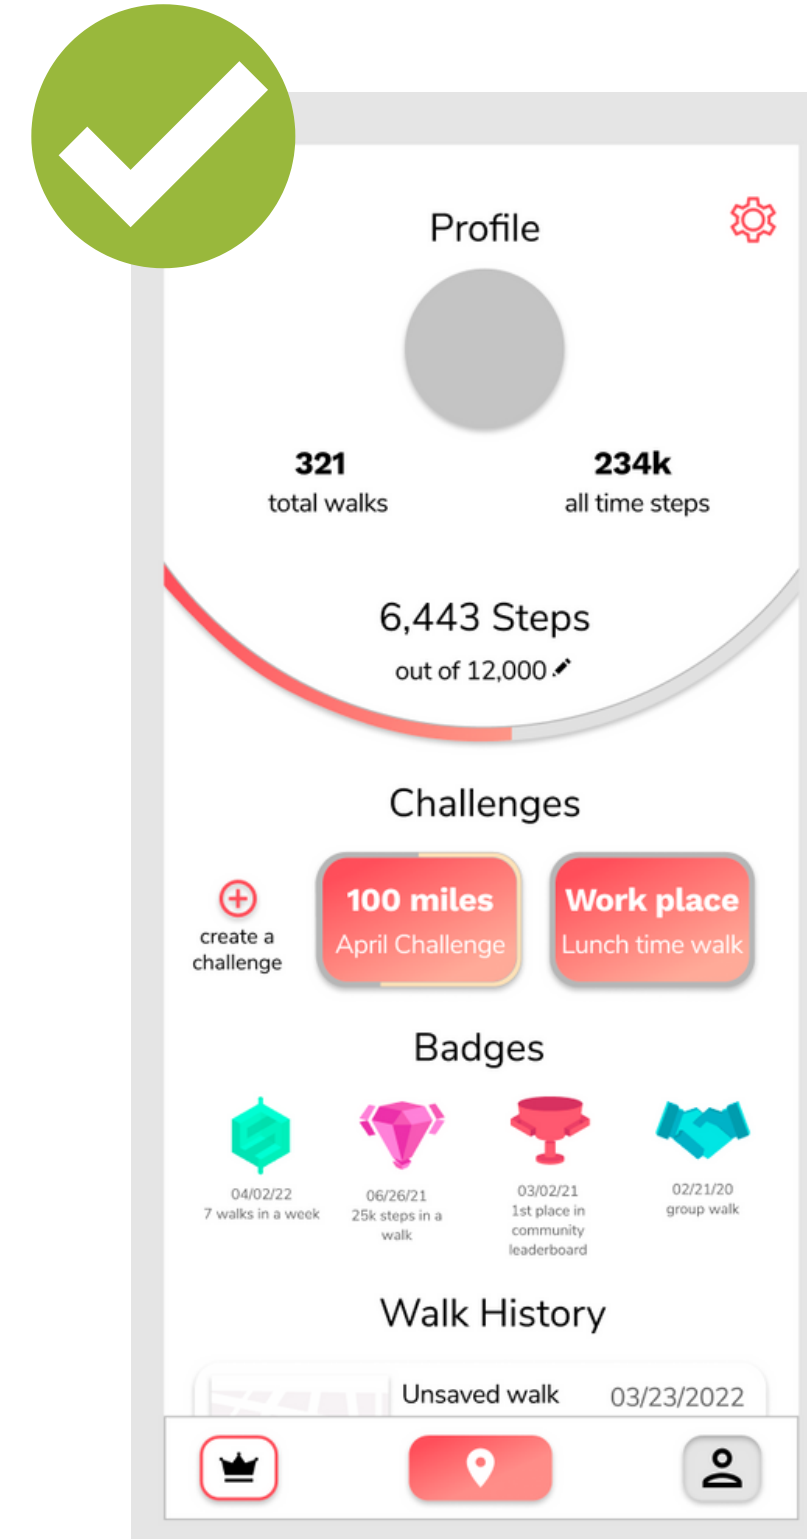 Profile
321
total walks
234k
all time steps
6,443 Steps
out of 12,000
Challenges
create a
challenge
100 miles
April Challenge
Work place
Lunch time walk
Badges
04/02/22
7 walks in a week
06/26/21
25k steps in a
walk
03/02/21
1st place in
community
leaderboard
02/21/20
group walk
Walk History
Unsaved walk
03/23/2022